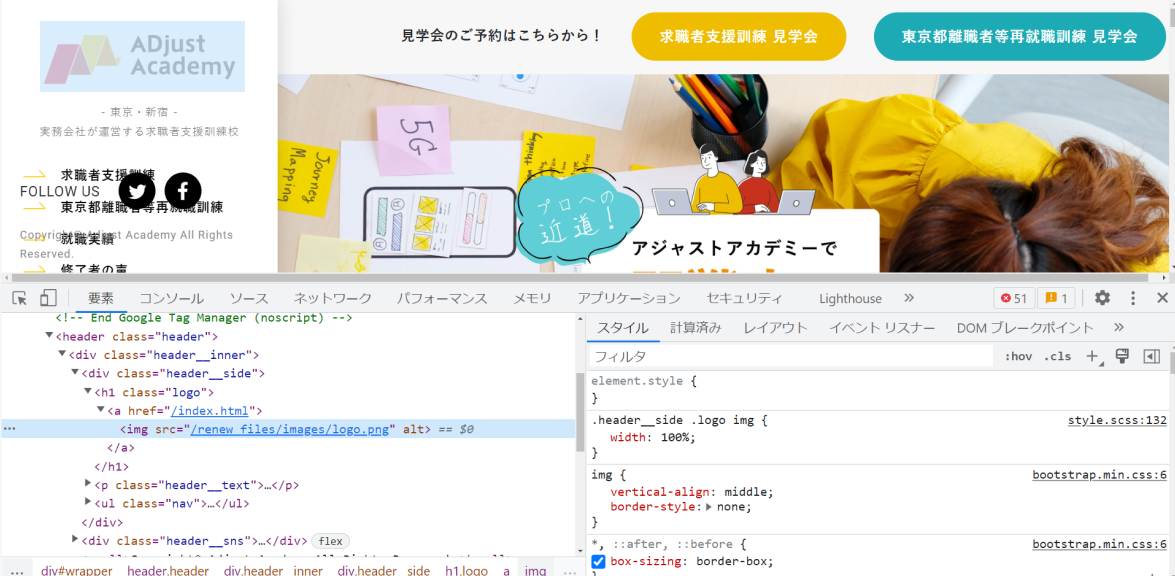 ADjust
Academy
- 東京・新宿 -
実務会社が運営する求職者支援訓練校
求職者支援訓練
FOLLOW US
東京都離職者等再就職訓練
就職実績
Copyright© Adjust Academy All Rights
Reserved.
修了者の声
見学会のご予約はこちらから！
求職者支援訓練 見学会
東京都離職者等再就職訓練 見学会
5G
Journey
Mapping
プロへの
近道！
アジャストアカデミーで
要素 コンソール ソース ネットワーク パフォーマンス メモリ アプリケーション セキュリティ Lighthouse » 51 1
<!-- End Google Tag Manager (noscript) -->
<header class="header">
<div class="header__inner">
<div class="header__side">
<h1 class="logo">
<a href="/index.html">
<img src="/renew_files/images/logo.png" alt> == $0
</a>
</h1>
<p class="header__text">…</p>
<ul class="nav">…</ul>
</div>
<div class="header__sns">…</div> flex
... div#wrapper header.header div.header__inner div.header__side h1.logo a img ...
スタイル 計算済み レイアウト イベント リスナー DOM ブレークポイント »
フィルタ :hov .cls +
element.style {
}
.header__side .logo img { style.scss:132
width: 100%;
}
img { bootstrap.min.css:6
vertical-align: middle;
border-style: none;
}
*, ::after, ::before { bootstrap.min.css:6
box-sizing: border-box;